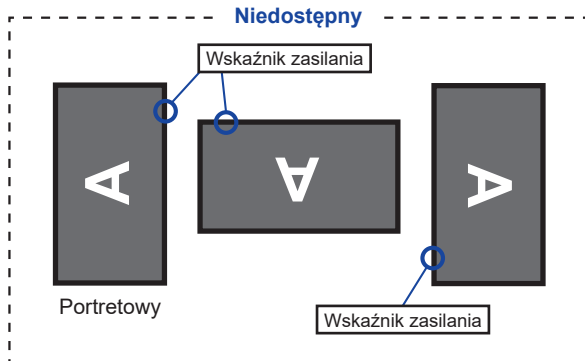 Niedostępny
Wskaźnik zasilania
A
A
A
Portretowy
Wskaźnik zasilania